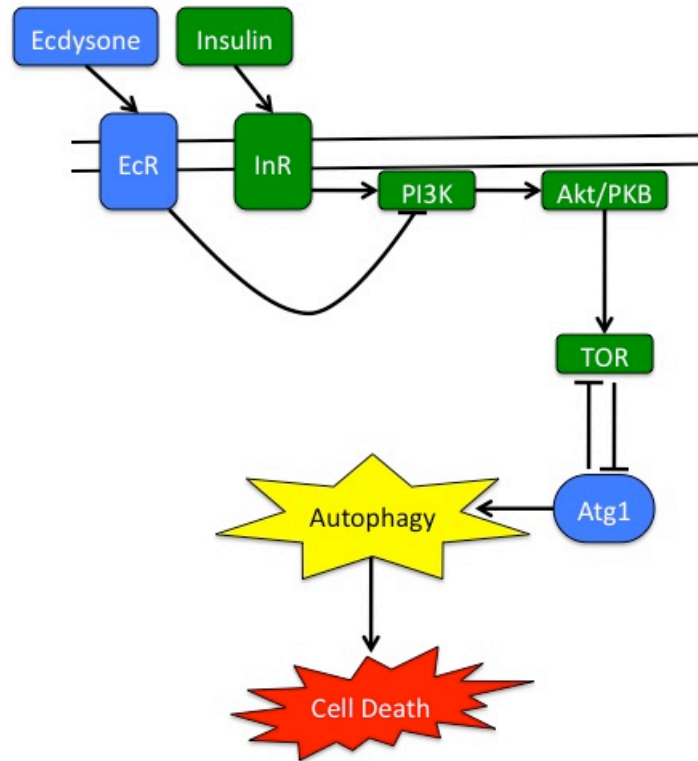 Ecdysone
Insulin
EcR
InR
PI3K
Akt/PKB
TOR
Atg1
Autophagy
Cell Death